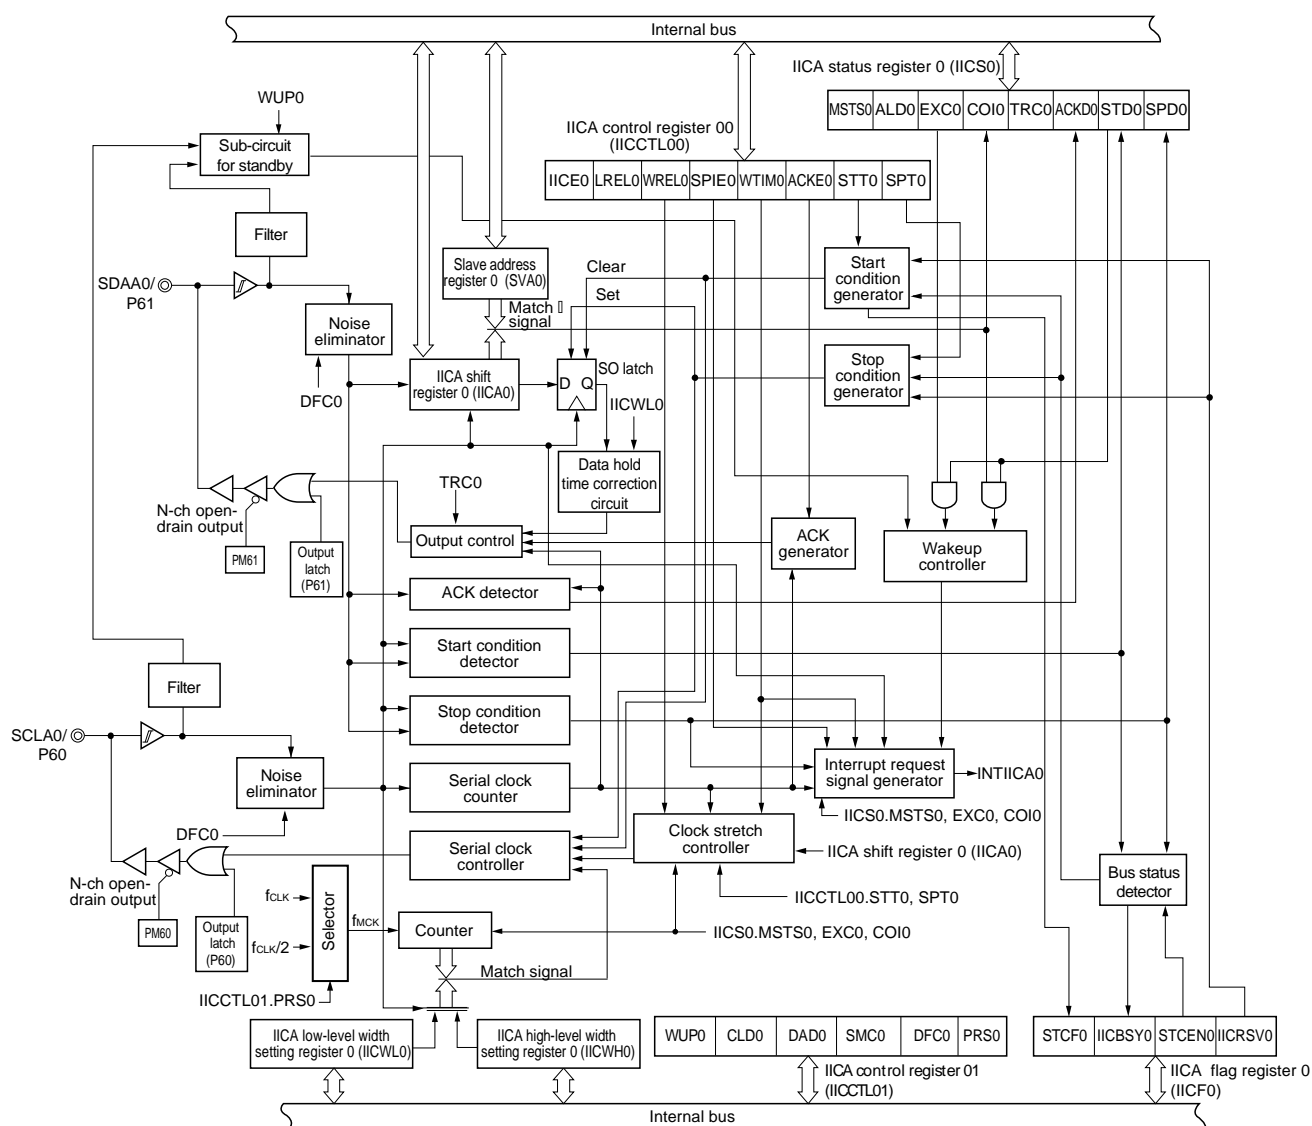 Internal bus
IICA status register 0 (IICS0)
MSTS0 ALD0 EXC0 COI0 TRC0 ACKD0 STD0 SPD0
WUP0
Sub-circuit
for standby
IICA control register 00
(IICCTL00)
IICE0 LREL0 WREL0 SPIE0 WTIM0 ACKE0 STT0 SPT0
Filter
Slave address
register 0 (SVA0)
Clear
Set
Start
condition
generator
SDAA0/
P61
Noise
eliminator
Match
signal
DFC0
IICA shift
register 0 (IICA0)
SO latch
D Q
IICWL0
Stop
condition
generator
Data hold
time correction
circuit
TRC0
N-ch open-
drain output
PM61
Output
latch
(P61)
Output control
ACK
generator
Wakeup
controller
ACK detector
Start condition
detector
Filter
Stop condition
detector
SCLA0/
P60
Noise
eliminator
Serial clock
counter
Interrupt request
signal generator
INTIICA0
IICS0.MSTS0, EXC0, COI0
DFC0
Serial clock
controller
Clock stretch
controller
IICA shift register 0 (IICA0)
N-ch open-
drain output
PM60
Output
latch
(P60)
fCLK
fCLK/2
Selector
fMCK
Counter
IICCTL00.STT0, SPT0
IICS0.MSTS0, EXC0, COI0
Bus status
detector
Match signal
IICCTL01.PRS0
IICA low-level width
setting register 0 (IICWL0)
IICA high-level width
setting register 0 (IICWH0)
WUP0 CLD0 DAD0 SMC0 DFC0 PRS0
STCF0 IICBSY0 STCEN0 IICRSV0
IICA control register 01
(IICCTL01)
IICA flag register 0
(IICF0)
Internal bus